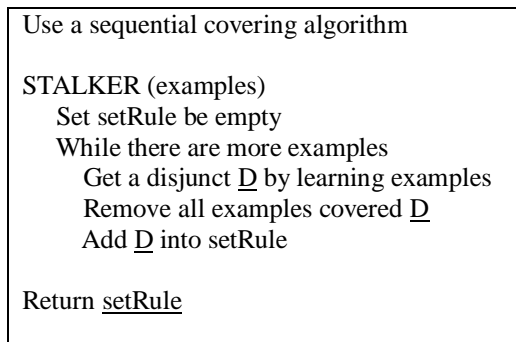 Use a sequential covering algorithm
STALKER (examples)
Set setRule be empty
While there are more examples
Get a disjunct D by learning examples
Remove all examples covered D
Add D into setRule
Return setRule